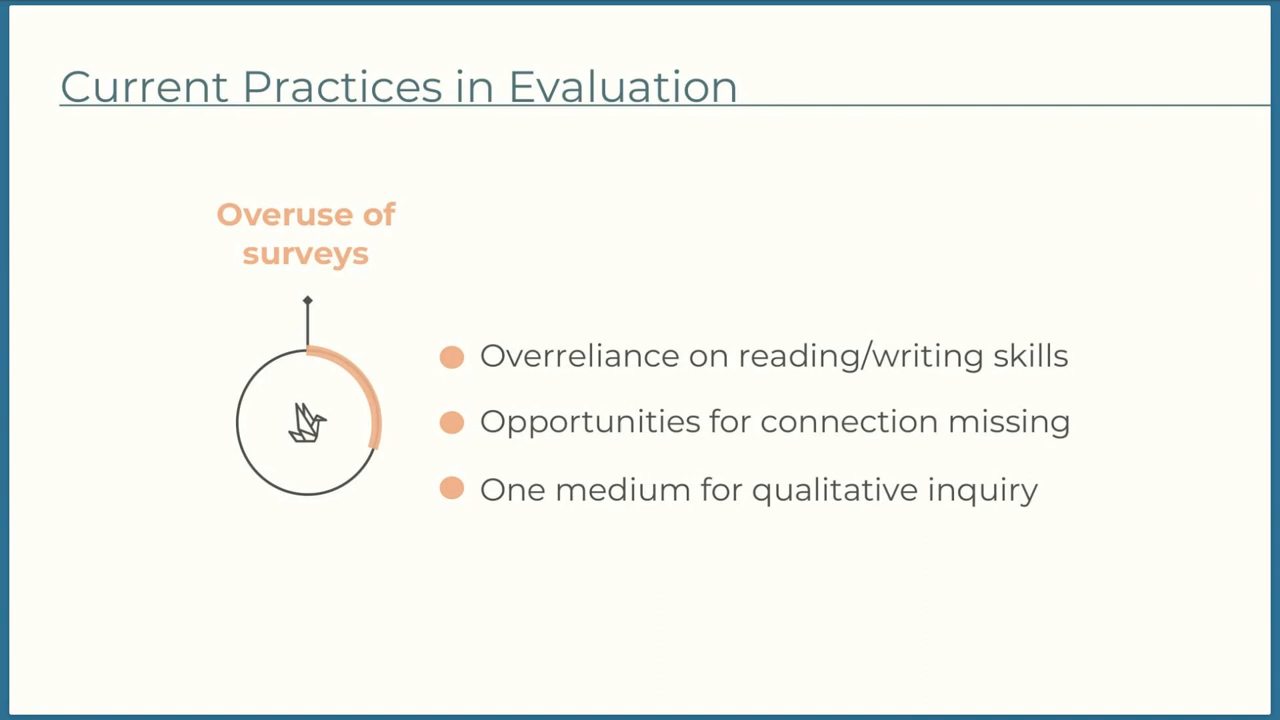 Current Practices in Evaluation
Overuse of
surveys
Overreliance on reading/writing skills
Opportunities for connection missing
One medium for qualitative inquiry